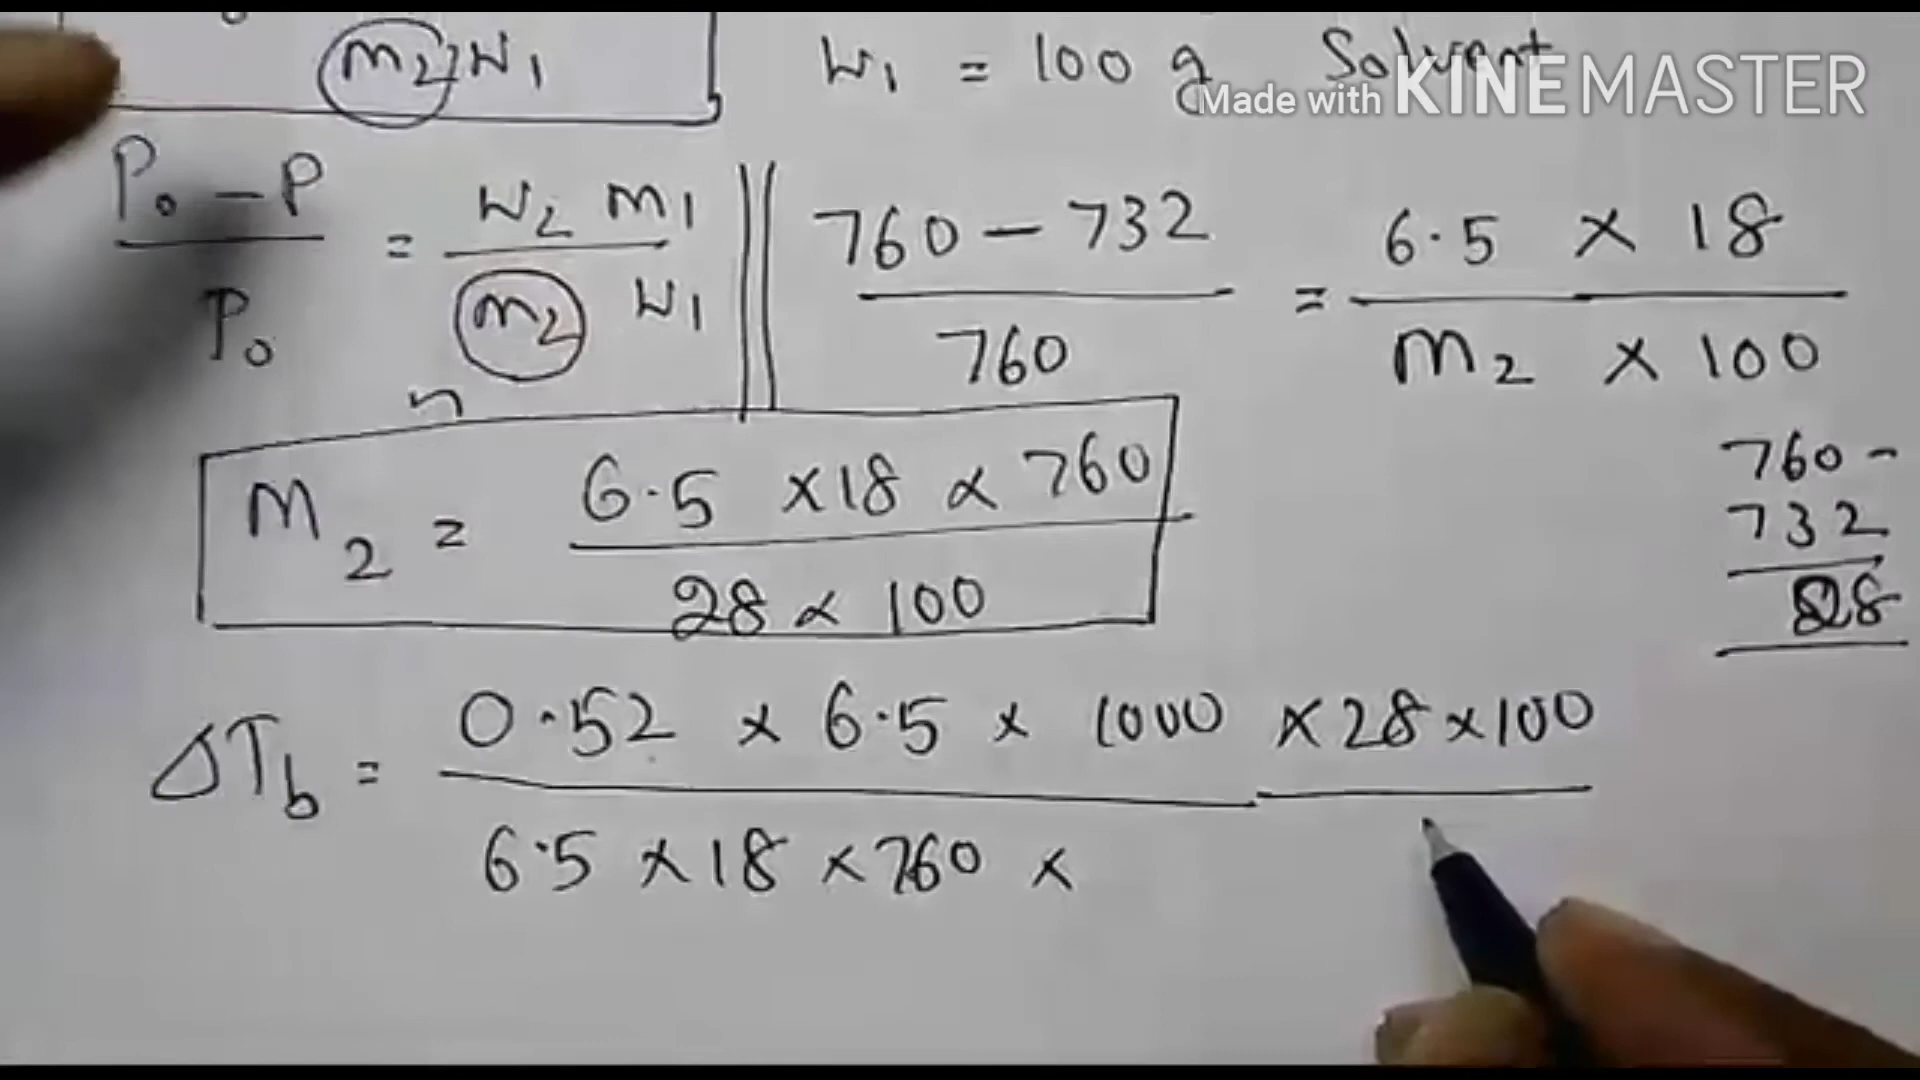 m2 W1
W1 = 100 g Solvent
Made with KINEMASTER
P0 - P / P0 = W2 m1 / m2 W1
760 - 732 / 760 = 6.5 × 18 / M2 × 100
M2 = 6.5 × 18 × 760 / 28 × 100
760 -
732
28
ΔTb = 0.52 × 6.5 × 1000 × 28 × 100 / 6.5 × 18 × 760 ×